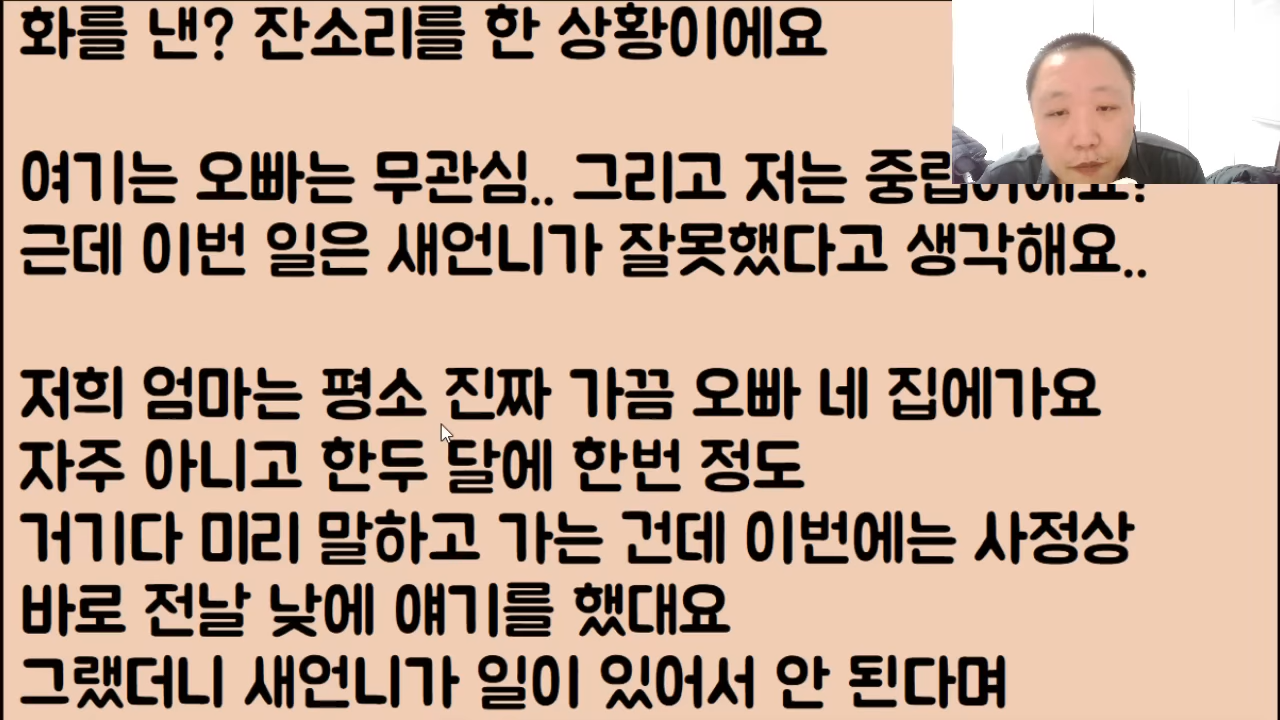 화를 낸? 잔소리를 한 상황이에요
여기는 오빠는 무관심.. 그리고 저는
근데 이번 일은 새언니가 잘못했다고 생각해요..
저희 엄마는 평소 진짜 가끔 오빠 네 집에가요
자주 아니고 한두 달에 한번 정도
거기다 미리 말하고 가는 건데 이번에는 사정상
바로 전날 낮에 얘기를 했대요
그랬더니 새언니가 일이 있어서 안 된다며